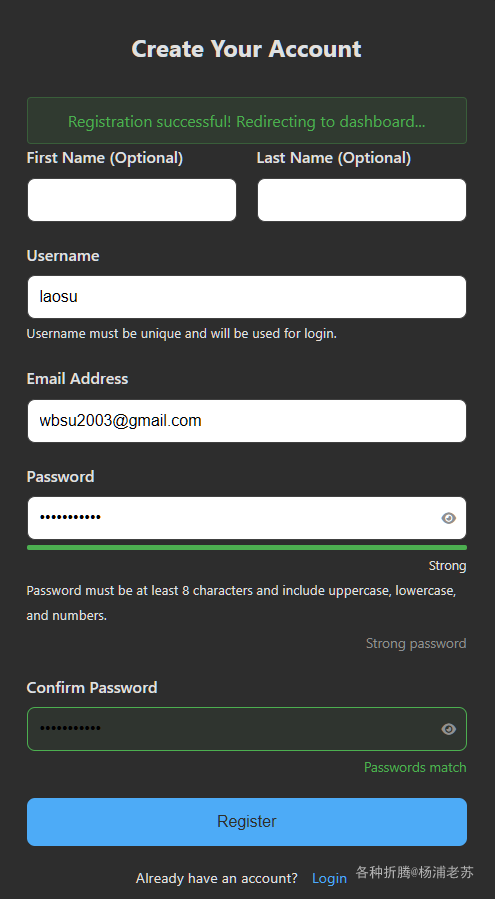 Create Your Account
Registration successful! Redirecting to dashboard...
First Name (Optional) Last Name (Optional)
Username
laosu
Username must be unique and will be used for login.
Email Address
wbsu2003@gmail.com
Password
•••••••••••
Strong
Password must be at least 8 characters and include uppercase, lowercase,
and numbers.
Strong password
Confirm Password
•••••••••••
Passwords match
Register
Already have an account? Login
各种折腾@杨浦老苏